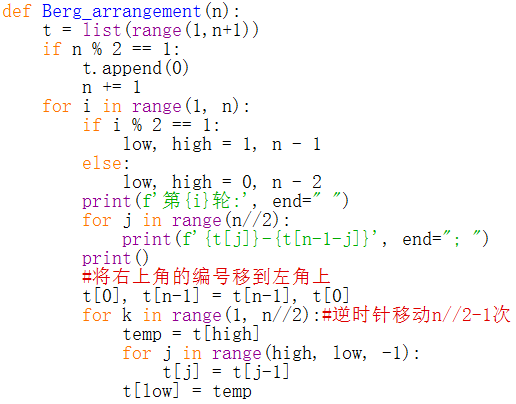 def Berg_arrangement(n):
    t = list(range(1,n+1))
    if n % 2 == 1:
        t.append(0)
        n += 1
    for i in range(1, n):
        if i % 2 == 1:
            low, high = 1, n - 1
        else:
            low, high = 0, n - 2
        print(f'第{i}轮:', end=" ")
        for j in range(n//2):
            print(f'{t[j]}-{t[n-1-j]}', end="; ")
        print()
        #将右上角的编号移到左角上
        t[0], t[n-1] = t[n-1], t[0]
        for k in range(1, n//2):#逆时针移动n//2-1次
            temp = t[high]
            for j in range(high, low, -1):
                t[j] = t[j-1]
            t[low] = temp